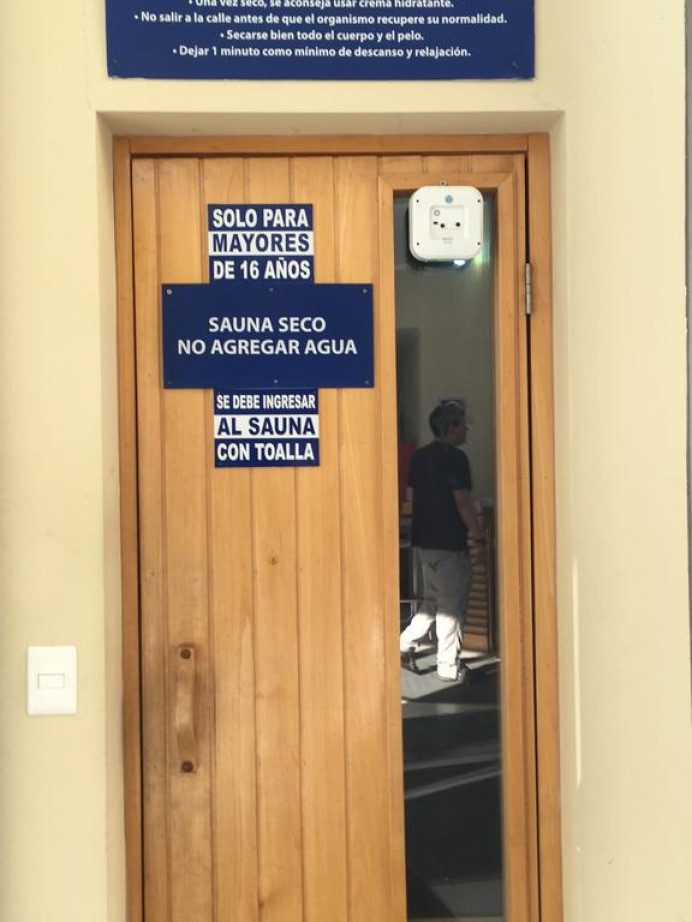 • Una vez seco, se aconseja usar crema hidratante.
• No salir a la calle antes de que el organismo recupere su normalidad.
• Secarse bien todo el cuerpo y el pelo.
• Dejar 1 minuto como mínimo de descanso y relajación.
SOLO PARA
MAYORES
DE 16 AÑOS
SAUNA SECO
NO AGREGAR AGUA
SE DEBE INGRESAR
AL SAUNA
CON TOALLA